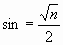 sin = √n/2